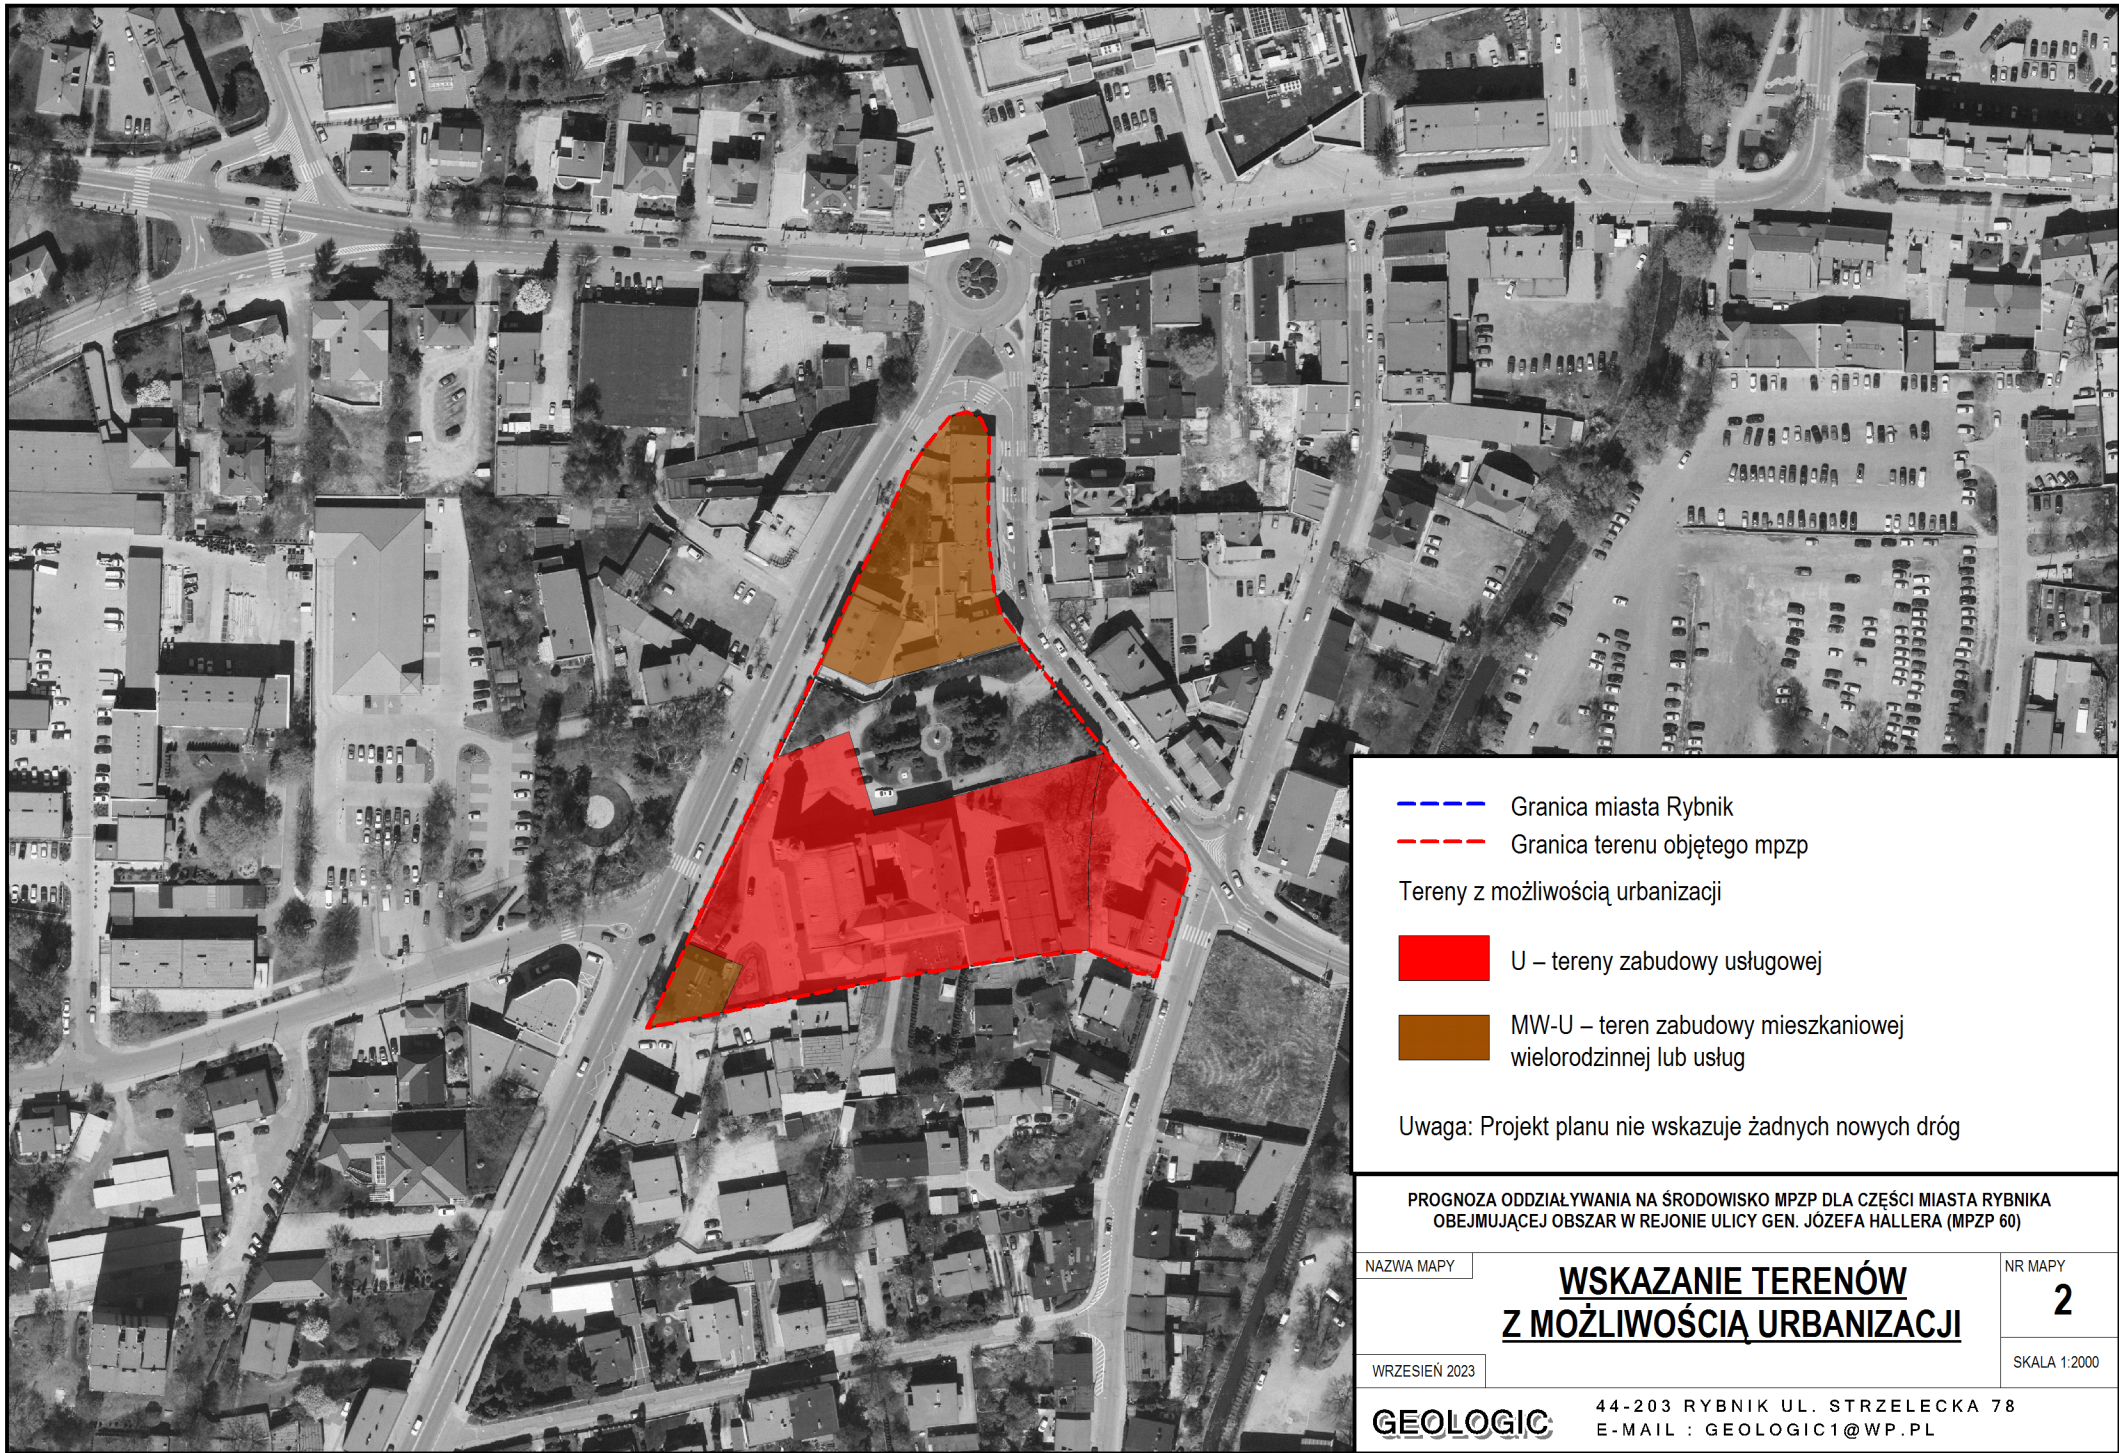 Granica miasta Rybnik
Granica terenu objętego mpzp
Tereny z możliwością urbanizacji
U – tereny zabudowy usługowej
MW-U – teren zabudowy mieszkaniowej
wielorodzinnej lub usług
Uwaga: Projekt planu nie wskazuje żadnych nowych dróg
PROGNOZA ODDZIAŁYWANIA NA ŚRODOWISKO MPZP DLA CZĘŚCI MIASTA RYBNIKA
OBEJMUJĄCEJ OBSZAR W REJONIE ULICY GEN. JÓZEFA HALLERA (MPZP 60)
NAZWA MAPY
WSKAZANIE TERENÓW
Z MOŻLIWOŚCIĄ URBANIZACJI
NR MAPY
2
WRZESIEŃ 2023
SKALA 1:2000
GEOLOGIC
44-203 RYBNIK UL. STRZELECKA 78
E-MAIL : GEOLOGIC1@WP.PL